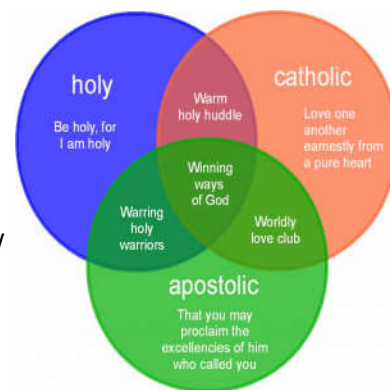 holy
Be holy, for
I am holy
catholic
Love one
another
earnestly from
a pure heart
Warm
holy huddle
Winning
ways
of God
Warring
holy
warriors
Worldly
love club
apostolic
That you may
proclaim the
excellencies of him
who called you